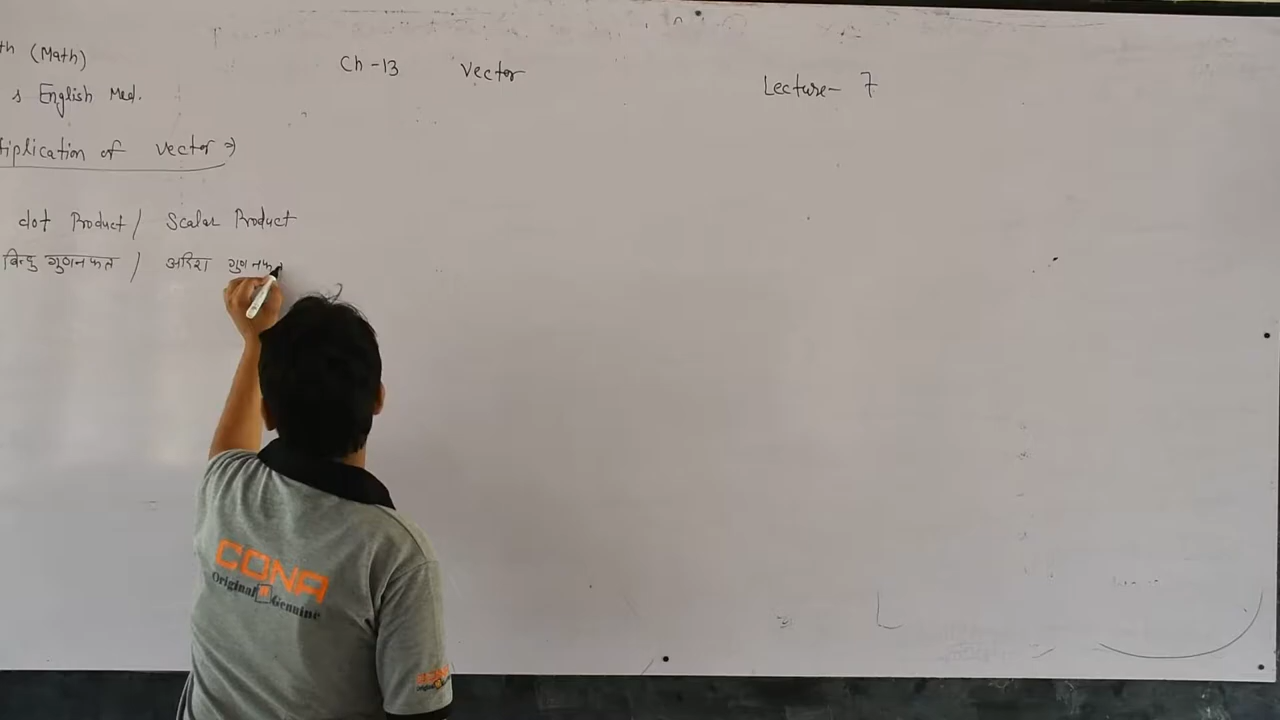 th (Math)
Ch-13 Vector
Lecture- 7
s English Med.
tiplication of vector ⇒
dot Product / Scalar Product
बिन्दु गुणनफल / अदिश गुणनफ
CONA
Original Genuine